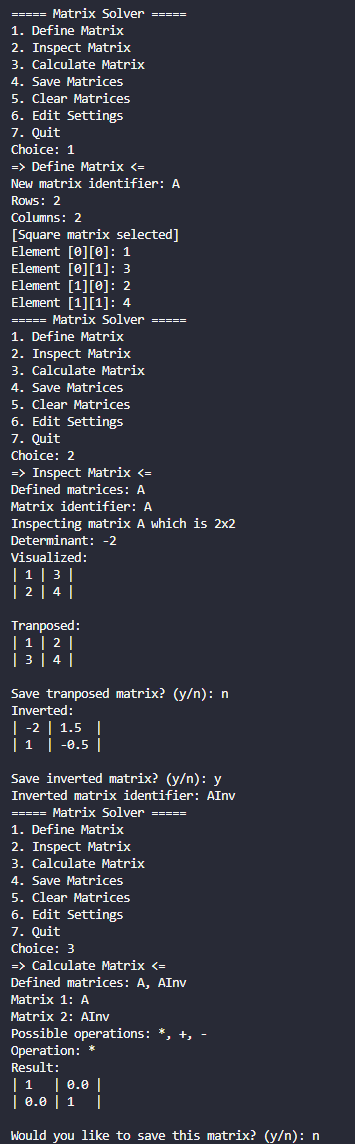 ===== Matrix Solver =====
1. Define Matrix
2. Inspect Matrix
3. Calculate Matrix
4. Save Matrices
5. Clear Matrices
6. Edit Settings
7. Quit
Choice: 1
=> Define Matrix <=
New matrix identifier: A
Rows: 2
Columns: 2
[Square matrix selected]
Element [0][0]: 1
Element [0][1]: 3
Element [1][0]: 2
Element [1][1]: 4
===== Matrix Solver =====
1. Define Matrix
2. Inspect Matrix
3. Calculate Matrix
4. Save Matrices
5. Clear Matrices
6. Edit Settings
7. Quit
Choice: 2
=> Inspect Matrix <=
Defined matrices: A
Matrix identifier: A
Inspecting matrix A which is 2x2
Determinant: -2
Visualized:
| 1 | 3 |
| 2 | 4 |
Tranposed:
| 1 | 2 |
| 3 | 4 |
Save tranposed matrix? (y/n): n
Inverted:
| -2 | 1.5  |
| 1  | -0.5 |
Save inverted matrix? (y/n): y
Inverted matrix identifier: AInv
===== Matrix Solver =====
1. Define Matrix
2. Inspect Matrix
3. Calculate Matrix
4. Save Matrices
5. Clear Matrices
6. Edit Settings
7. Quit
Choice: 3
=> Calculate Matrix <=
Defined matrices: A, AInv
Matrix 1: A
Matrix 2: AInv
Possible operations: *, +, -
Operation: *
Result:
| 1   | 0.0 |
| 0.0 | 1   |
Would you like to save this matrix? (y/n): n